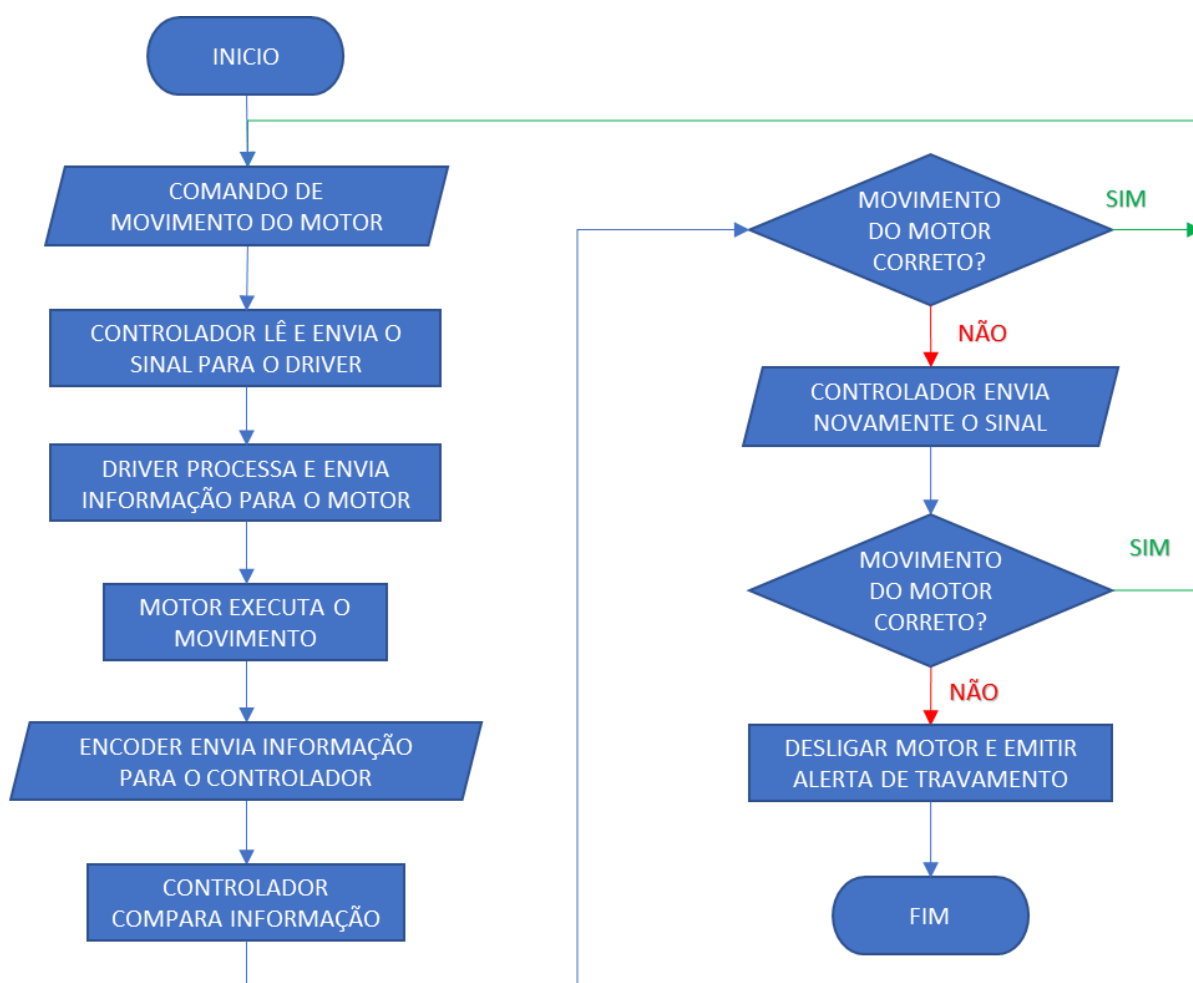 INICIO
COMANDO DE
MOVIMENTO DO MOTOR
CONTROLADOR LÊ E ENVIA O
SINAL PARA O DRIVER
DRIVER PROCESSA E ENVIA
INFORMAÇÃO PARA O MOTOR
MOTOR EXECUTA O
MOVIMENTO
ENCODER ENVIA INFORMAÇÃO
PARA O CONTROLADOR
CONTROLADOR
COMPARA INFORMAÇÃO
MOVIMENTO
DO MOTOR
CORRETO?
SIM
NÃO
CONTROLADOR ENVIA
NOVAMENTE O SINAL
MOVIMENTO
DO MOTOR
CORRETO?
SIM
NÃO
DESLIGAR MOTOR E EMITIR
ALERTA DE TRAVAMENTO
FIM